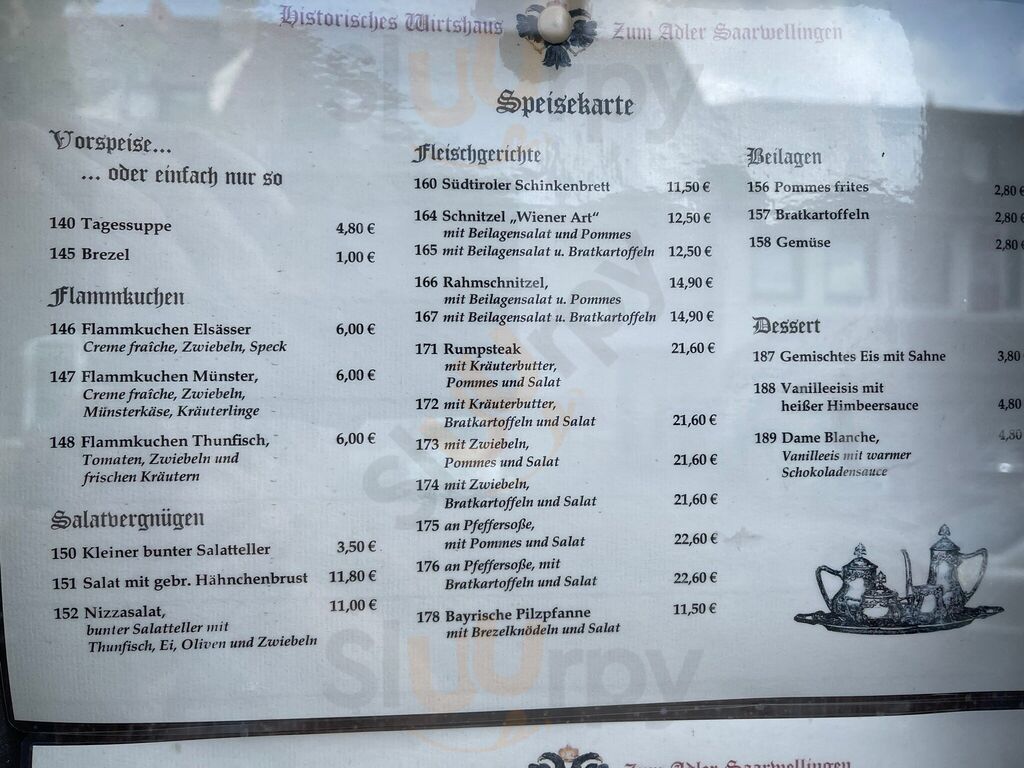 Historisches Wirtshaus Zum Adler Saarwellingen
Speisekarte
Vorspeise...
... oder einfach nur so
140 Tagessuppe 4,80 €
145 Brezel 1,00 €
Flammkuchen
146 Flammkuchen Elsässer 6,00 €
Creme fraîche, Zwiebeln, Speck
147 Flammkuchen Münster, 6,00 €
Creme fraîche, Zwiebeln,
Münsterkäse, Kräuterlinge
148 Flammkuchen Thunfisch, 6,00 €
Tomaten, Zwiebeln und
frischen Kräutern
Salatvergnügen
150 Kleiner bunter Salatteller 3,50 €
151 Salat mit gebr. Hähnchenbrust 11,80 €
152 Nizzasalat, 11,00 €
bunter Salatteller mit
Thunfisch, Ei, Oliven und Zwiebeln
Fleischgerichte
160 Südtiroler Schinkenbrett 11,50 €
164 Schnitzel „Wiener Art“ 12,50 €
mit Beilagensalat und Pommes
165 mit Beilagensalat u. Bratkartoffeln 12,50 €
166 Rahmschnitzel, 14,90 €
mit Beilagensalat u. Pommes
167 mit Beilagensalat u. Bratkartoffeln 14,90 €
171 Rumpsteak 21,60 €
mit Kräuterbutter,
Pommes und Salat
172 mit Kräuterbutter,
Bratkartoffeln und Salat 21,60 €
173 mit Zwiebeln,
Pommes und Salat 21,60 €
174 mit Zwiebeln,
Bratkartoffeln und Salat 21,60 €
175 an Pfeffersoße,
mit Pommes und Salat 22,60 €
176 an Pfeffersoße, mit
Bratkartoffeln und Salat 22,60 €
178 Bayrische Pilzpfanne 11,50 €
mit Brezelknödeln und Salat
Beilagen
156 Pommes frites 2,80 €
157 Bratkartoffeln 2,80 €
158 Gemüse 2,80 €
Dessert
187 Gemischtes Eis mit Sahne 3,80
188 Vanilleeisis mit
heißer Himbeersauce 4,80
189 Dame Blanche, 4,80
Vanilleeis mit warmer
Schokoladensauce
Zum Adler Saarwellingen
sluurpy
sluurpy
sluurpy